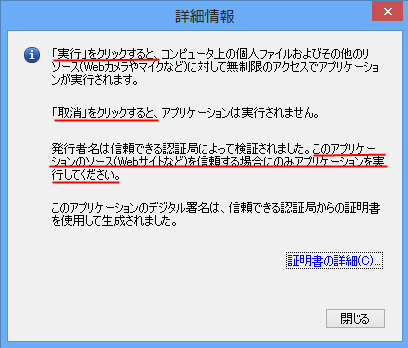 詳細情報
「実行」をクリックすると、コンピュータ上の個人ファイルおよびその他のリ
ソース(Webカメラやマイクなど)に対して無制限のアクセスでアプリケーショ
ンが実行されます。
「取消」をクリックすると、アプリケーションは実行されません。
発行者名は信頼できる認証局によって検証されました。このアプリケー
ションのソース(Webサイトなど)を信頼する場合にのみアプリケーションを実
行してください。
このアプリケーションのデジタル署名は、信頼できる認証局からの証明書
を使用して生成されました。
証明書の詳細(C)...
閉じる